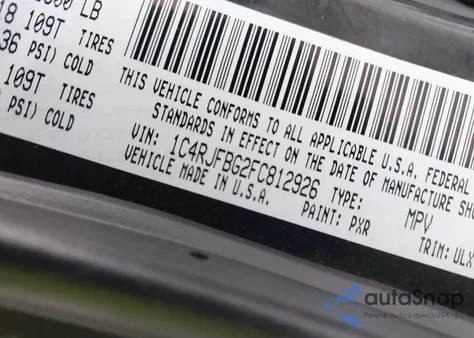 00 LB
18 109T TIRES
36 PSI) COLD
109T TIRES
PSI) COLD
THIS VEHICLE CONFORMS TO ALL APPLICABLE U.S.A. FEDERAL
STANDARDS IN EFFECT ON THE DATE OF MANUFACTURE SH
VIN: 1C4RJFBG2FC812926 TYPE: MPV
VEHICLE MADE IN U.S.A. PAINT: PXR TRIM: ULX
autoSnap